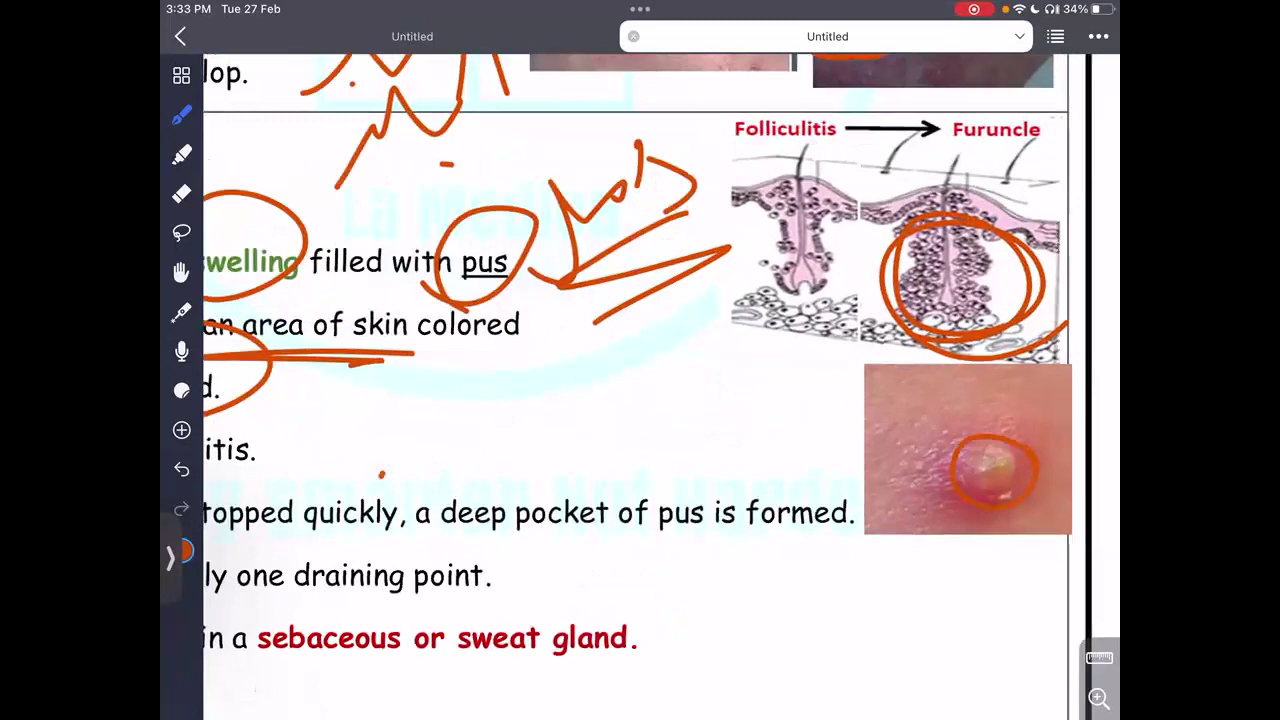 3:33 PM Tue 27 Feb
34%
Untitled
Untitled
lop.
Folliculitis Furuncle
La Medica
swelling filled with pus
an area of skin colored
d.
itis.
topped quickly, a deep pocket of pus is formed.
ly one draining point.
in a sebaceous or sweat gland.